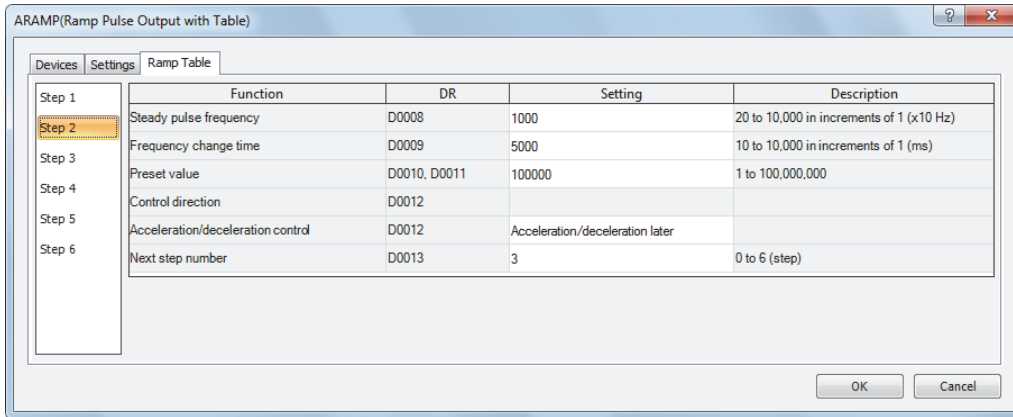 ARAMP(Ramp Pulse Output with Table)
?
Devices Settings Ramp Table
Step 1
Step 2
Step 3
Step 4
Step 5
Step 6
Function DR Setting Description
Steady pulse frequency D0008 1000 20 to 10,000 in increments of 1 (x10 Hz)
Frequency change time D0009 5000 10 to 10,000 in increments of 1 (ms)
Preset value D0010, D0011 100000 1 to 100,000,000
Control direction D0012
Acceleration/deceleration control D0012 Acceleration/deceleration later
Next step number D0013 3 0 to 6 (step)
OK Cancel